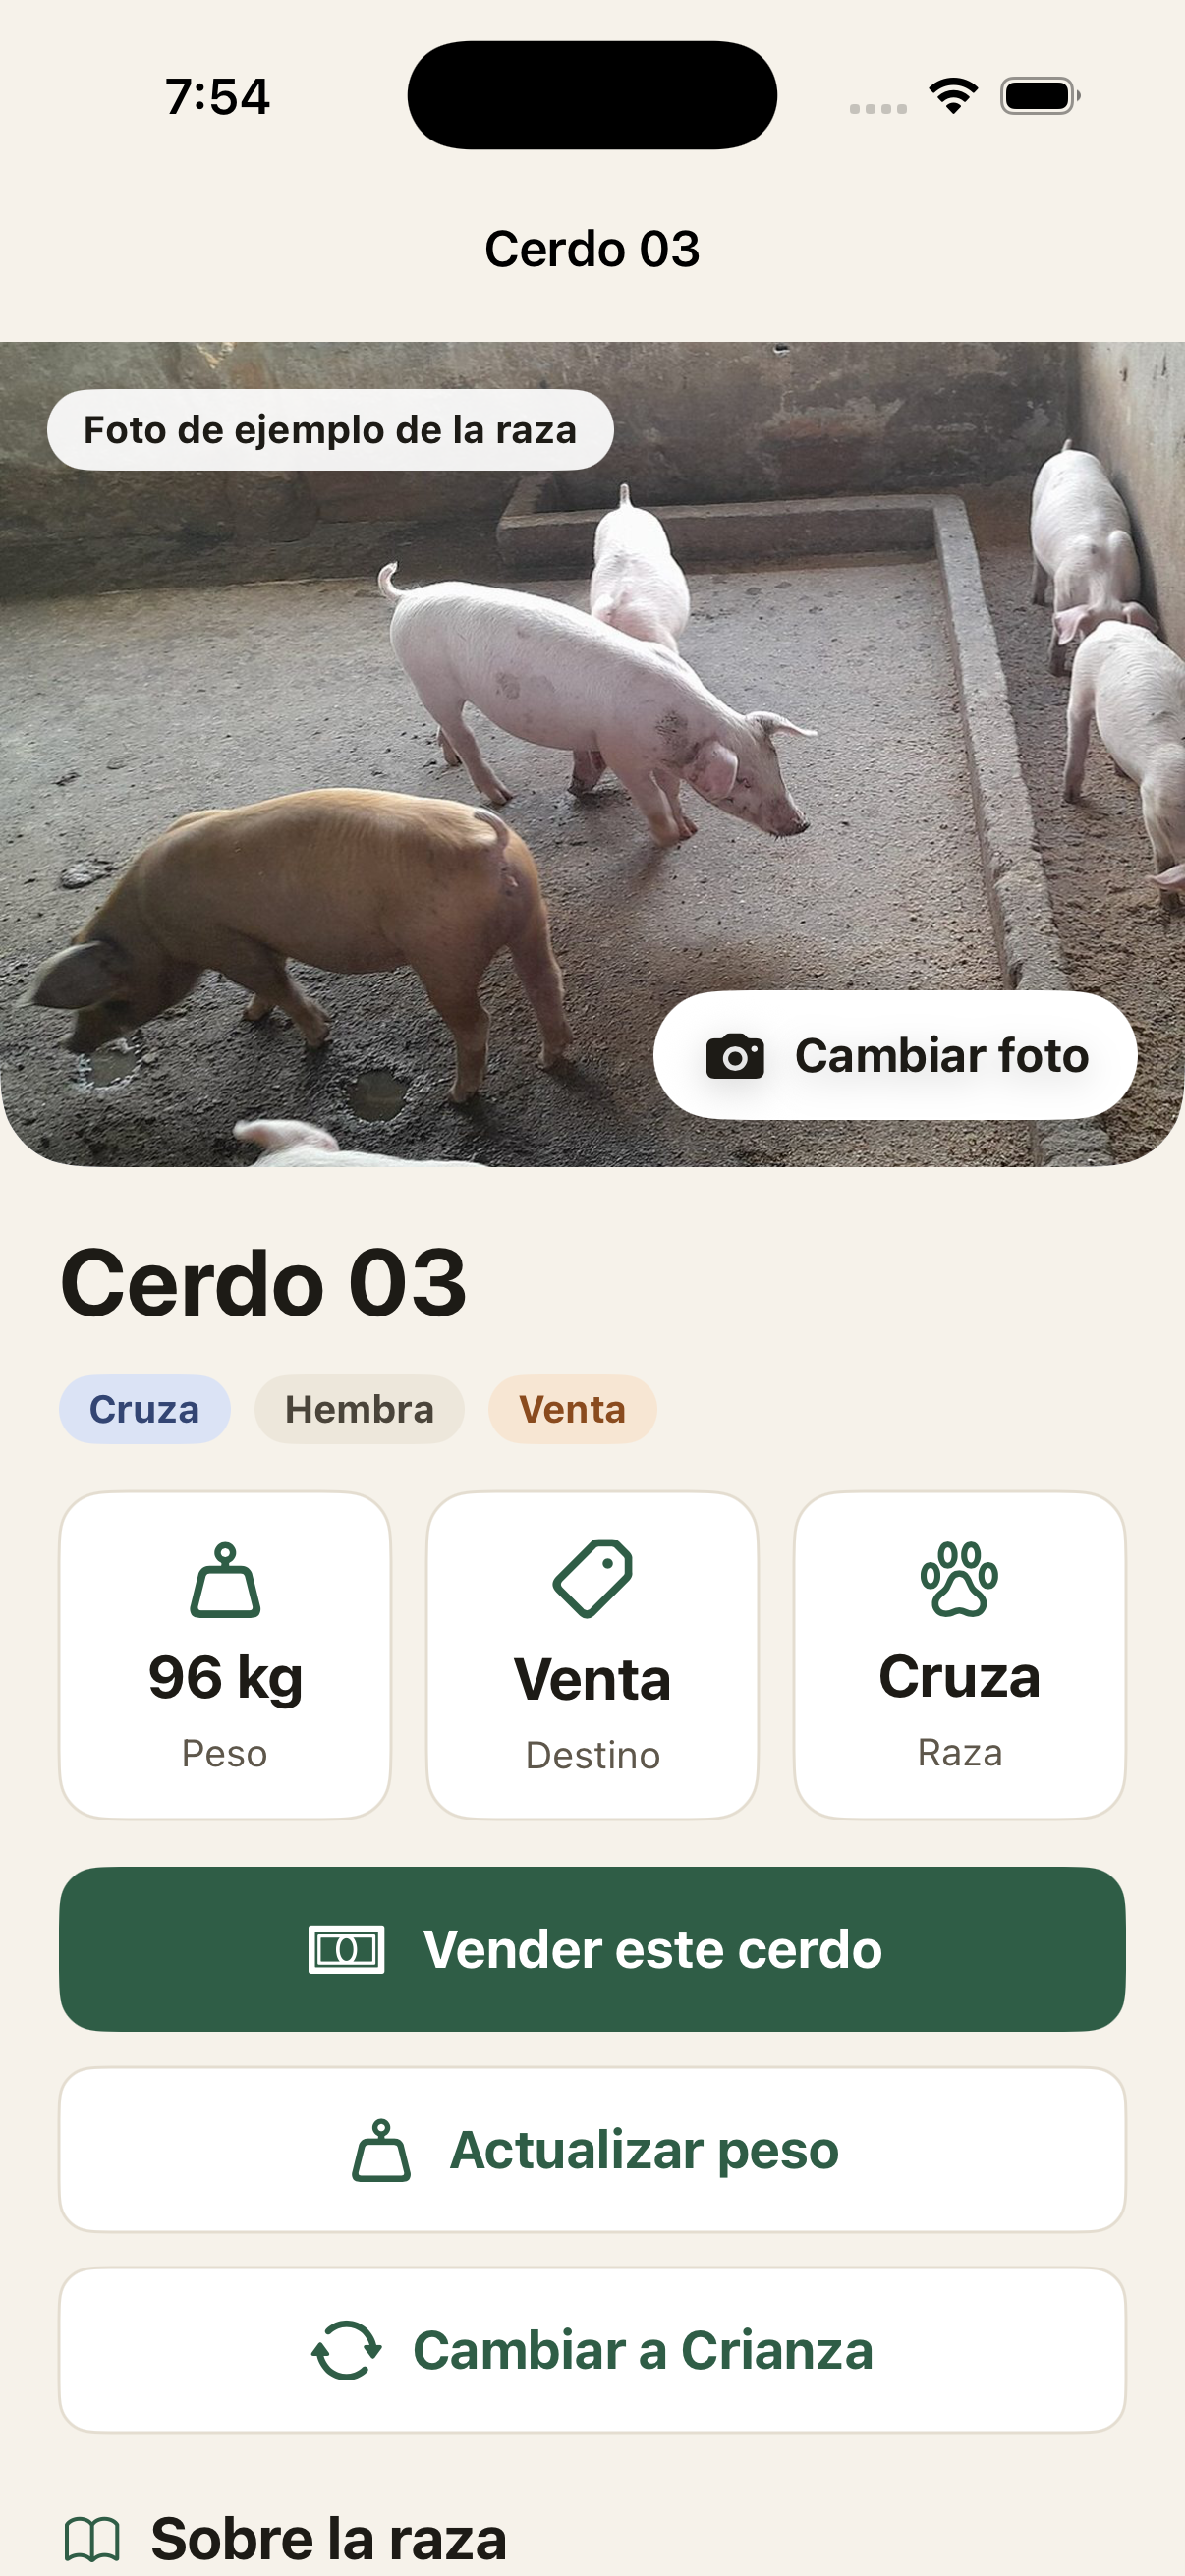 7:54
Cerdo 03
Foto de ejemplo de la raza
Cambiar foto
Cerdo 03
Cruza Hembra Venta
96 kg Venta Cruza
Peso Destino Raza
Vender este cerdo
Actualizar peso
Cambiar a Crianza
Sobre la raza